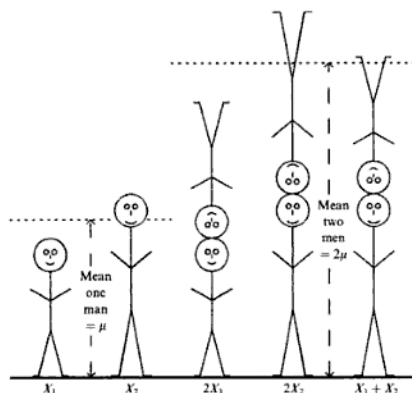 Mean
two
men
= 2μ
Mean
one
man
= μ
X₁
X₂
2X₁
2X₂
X₁ + X₂